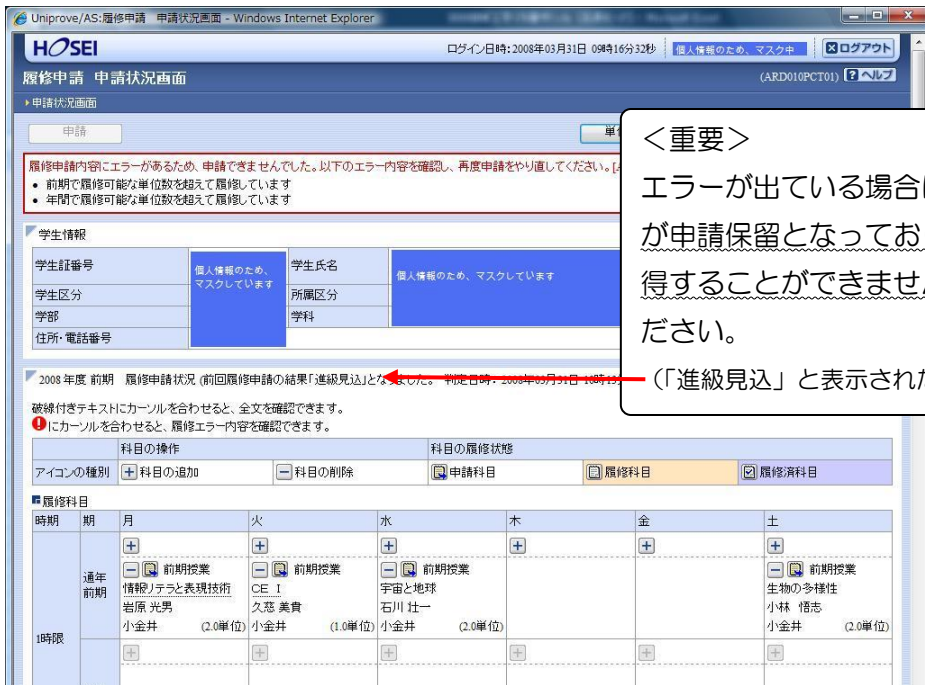 Uniprove/AS:履修申請 申請状況画面 - Windows Internet Explorer
HOSEI
ログイン日時:2008年03月31日 09時16分32秒
個人情報のため、マスク中
ログアウト
履修申請 申請状況画面
(ARD010PCT01)
? ヘルプ
申請状況画面
申請
単
履修申請内容にエラーがあるため、申請できませんでした。以下のエラー内容を確認し、再度申請をやり直してください。[
• 前期で履修可能な単位数を超えて履修しています
• 年間で履修可能な単位数を超えて履修しています
<重要>
エラーが出ている場合
が申請保留となってお
得することができませ
ださい。
(「進級見込」と表示された
学生情報
学生証番号
個人情報のため、
マスクしています
学生氏名
個人情報のため、マスクしています
学生区分
所属区分
学部
学科
住所・電話番号
2008年度 前期 履修申請状況 (前回履修申請の結果「進級見込」となりました。 判定日時: 2008年03月31日
破線付きテキストにカーソルを合わせると、全文を確認できます。
にカーソルを合わせると、履修エラー内容を確認できます。
科目の操作 科目の履修状態
アイコンの種別 + 科目の追加 - 科目の削除 申請科目 履修科目 履修済科目
履修科目
時期 期 月 火 水 木 金 土
+ + + + + +
通年
前期
- 前期授業 - 前期授業 - 前期授業 - 前期授業
情報リテラと表現技術 CE I 宇宙と地球 生物の多様性
岩原 光男 久慈 美貴 石川 壮一 小林 悟志
小金井 (2.0単位) 小金井 (1.0単位) 小金井 (2.0単位) 小金井 (2.0単位)
1時限
+ + + + + +